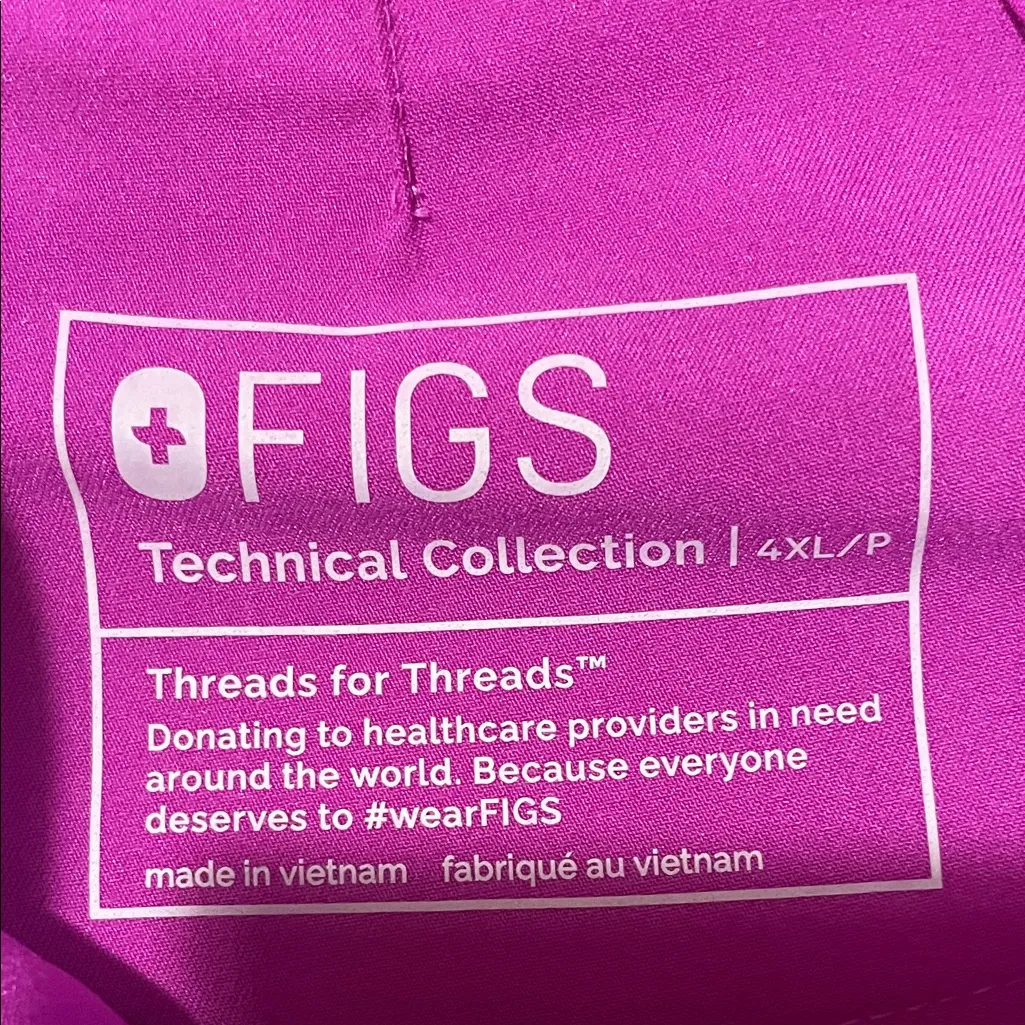 FIGS
Technical Collection | 4XL/P
Threads for Threads™
Donating to healthcare providers in need
around the world. Because everyone
deserves to #wearFIGS
made in vietnam fabriqué au vietnam